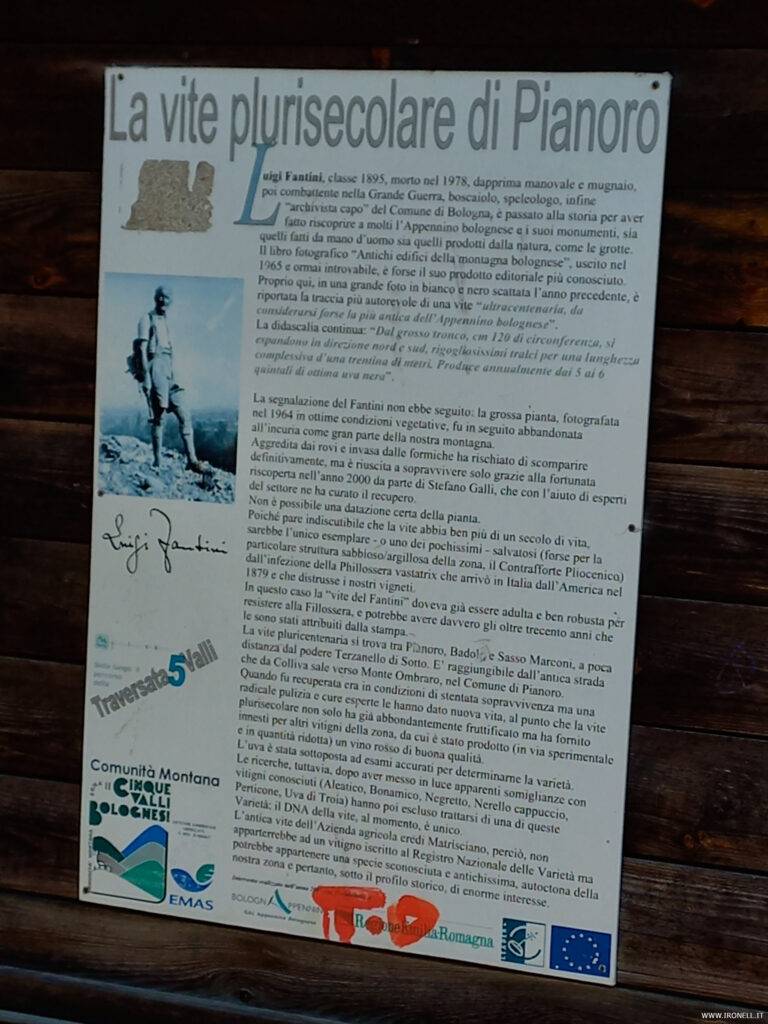 La vite plurisecolare di Pianoro
Luigi Fantini, classe 1895, morto nel 1978, dapprima manovale e mugnaio,
poi combattente nella Grande Guerra, boscaiolo, speleologo, infine
"archivista capo" del Comune di Bologna, è passato alla storia per aver
fatto riscoprire a molti l'Appennino bolognese e i suoi monumenti, sia
quelli fatti da mano d'uomo sia quelli prodotti dalla natura, come le grotte.
Il libro fotografico "Antichi edifici della montagna bolognese", uscito nel
1965 e ormai introvabile, è forse il suo prodotto editoriale più conosciuto.
Proprio qui, in una grande foto in bianco e nero scattata l'anno precedente, è
riportata la traccia più autorevole di una vite "ultracentenaria, da
considerarsi forse la più antica dell'Appennino bolognese".
La didascalia continua: "Dal grosso tronco, cm 120 di circonferenza, si
espandono in direzione nord e sud, rigogliosissimi tralci per una lunghezza
complessiva d'una trentina di metri. Produce annualmente dai 5 ai 6
quintali di ottima uva nera".
La segnalazione del Fantini non ebbe seguito: la grossa pianta, fotografata
nel 1964 in ottime condizioni vegetative, fu in seguito abbandonata
all'incuria come gran parte della nostra montagna.
Aggredita dai rovi e invasa dalle formiche ha rischiato di scomparire
definitivamente, ma è riuscita a sopravvivere solo grazie alla fortunata
riscoperta nell'anno 2000 da parte di Stefano Galli, che con l'aiuto di esperti
del settore ne ha curato il recupero.
Non è possibile una datazione certa della pianta.
Poiché pare indiscutibile che la vite abbia ben più di un secolo di vita,
sarebbe l'unico esemplare - o uno dei pochissimi - salvatosi (forse per la
particolare struttura sabbioso/argillosa della zona, il Contrafforte Pliocenico)
dall'infezione della Phillossera vastatrix che arrivò in Italia dall'America nel
1879 e che distrusse i nostri vigneti.
In questo caso la "vite del Fantini" doveva già essere adulta e ben robusta per
resistere alla Fillossera, e potrebbe avere davvero gli oltre trecento anni che
le sono stati attribuiti dalla stampa.
La vite pluricentenaria si trova tra Pianoro, Badolo e Sasso Marconi, a poca
distanza dal podere Terzanello di Sotto. E' raggiungibile dall'antica strada
che da Colliva sale verso Monte Ombraro, nel Comune di Pianoro.
Quando fu recuperata era in condizioni di stentata sopravvivenza ma una
radicale pulizia e cure esperte le hanno dato nuova vita, al punto che la vite
plurisecolare non solo ha già abbondantemente fruttificato ma ha fornito
innesti per altri vitigni della zona, da cui è stato prodotto (in via sperimentale
e in quantità ridotta) un vino rosso di buona qualità.
L'uva è stata sottoposta ad esami accurati per determinarne la varietà.
Le ricerche, tuttavia, dopo aver messo in luce apparenti somiglianze con
vitigni conosciuti (Aleatico, Bonamico, Negretto, Nerello cappuccio,
Perticone, Uva di Troia) hanno poi escluso trattarsi di una di queste
Varietà: il DNA della vite, al momento, è unico.
L'antica vite dell'Azienda agricola eredi Matrisciano, perciò, non
apparterrebbe ad un vitigno iscritto al Registro Nazionale delle Varietà ma
potrebbe appartenere una specie sconosciuta e antichissima, autoctona della
nostra zona e pertanto, sotto il profilo storico, di enorme interesse.
Luigi Fantini
Traversata 5 Valli
Comunità Montana
CINQUE
VALLI
BOLOGNESI
EMAS
Intervento realizzato nell'anno
BOLOGNA APPENNINO
GAL Appennino Bolognese
T.D
Regione Emilia-Romagna
WWW.IRONELL.IT